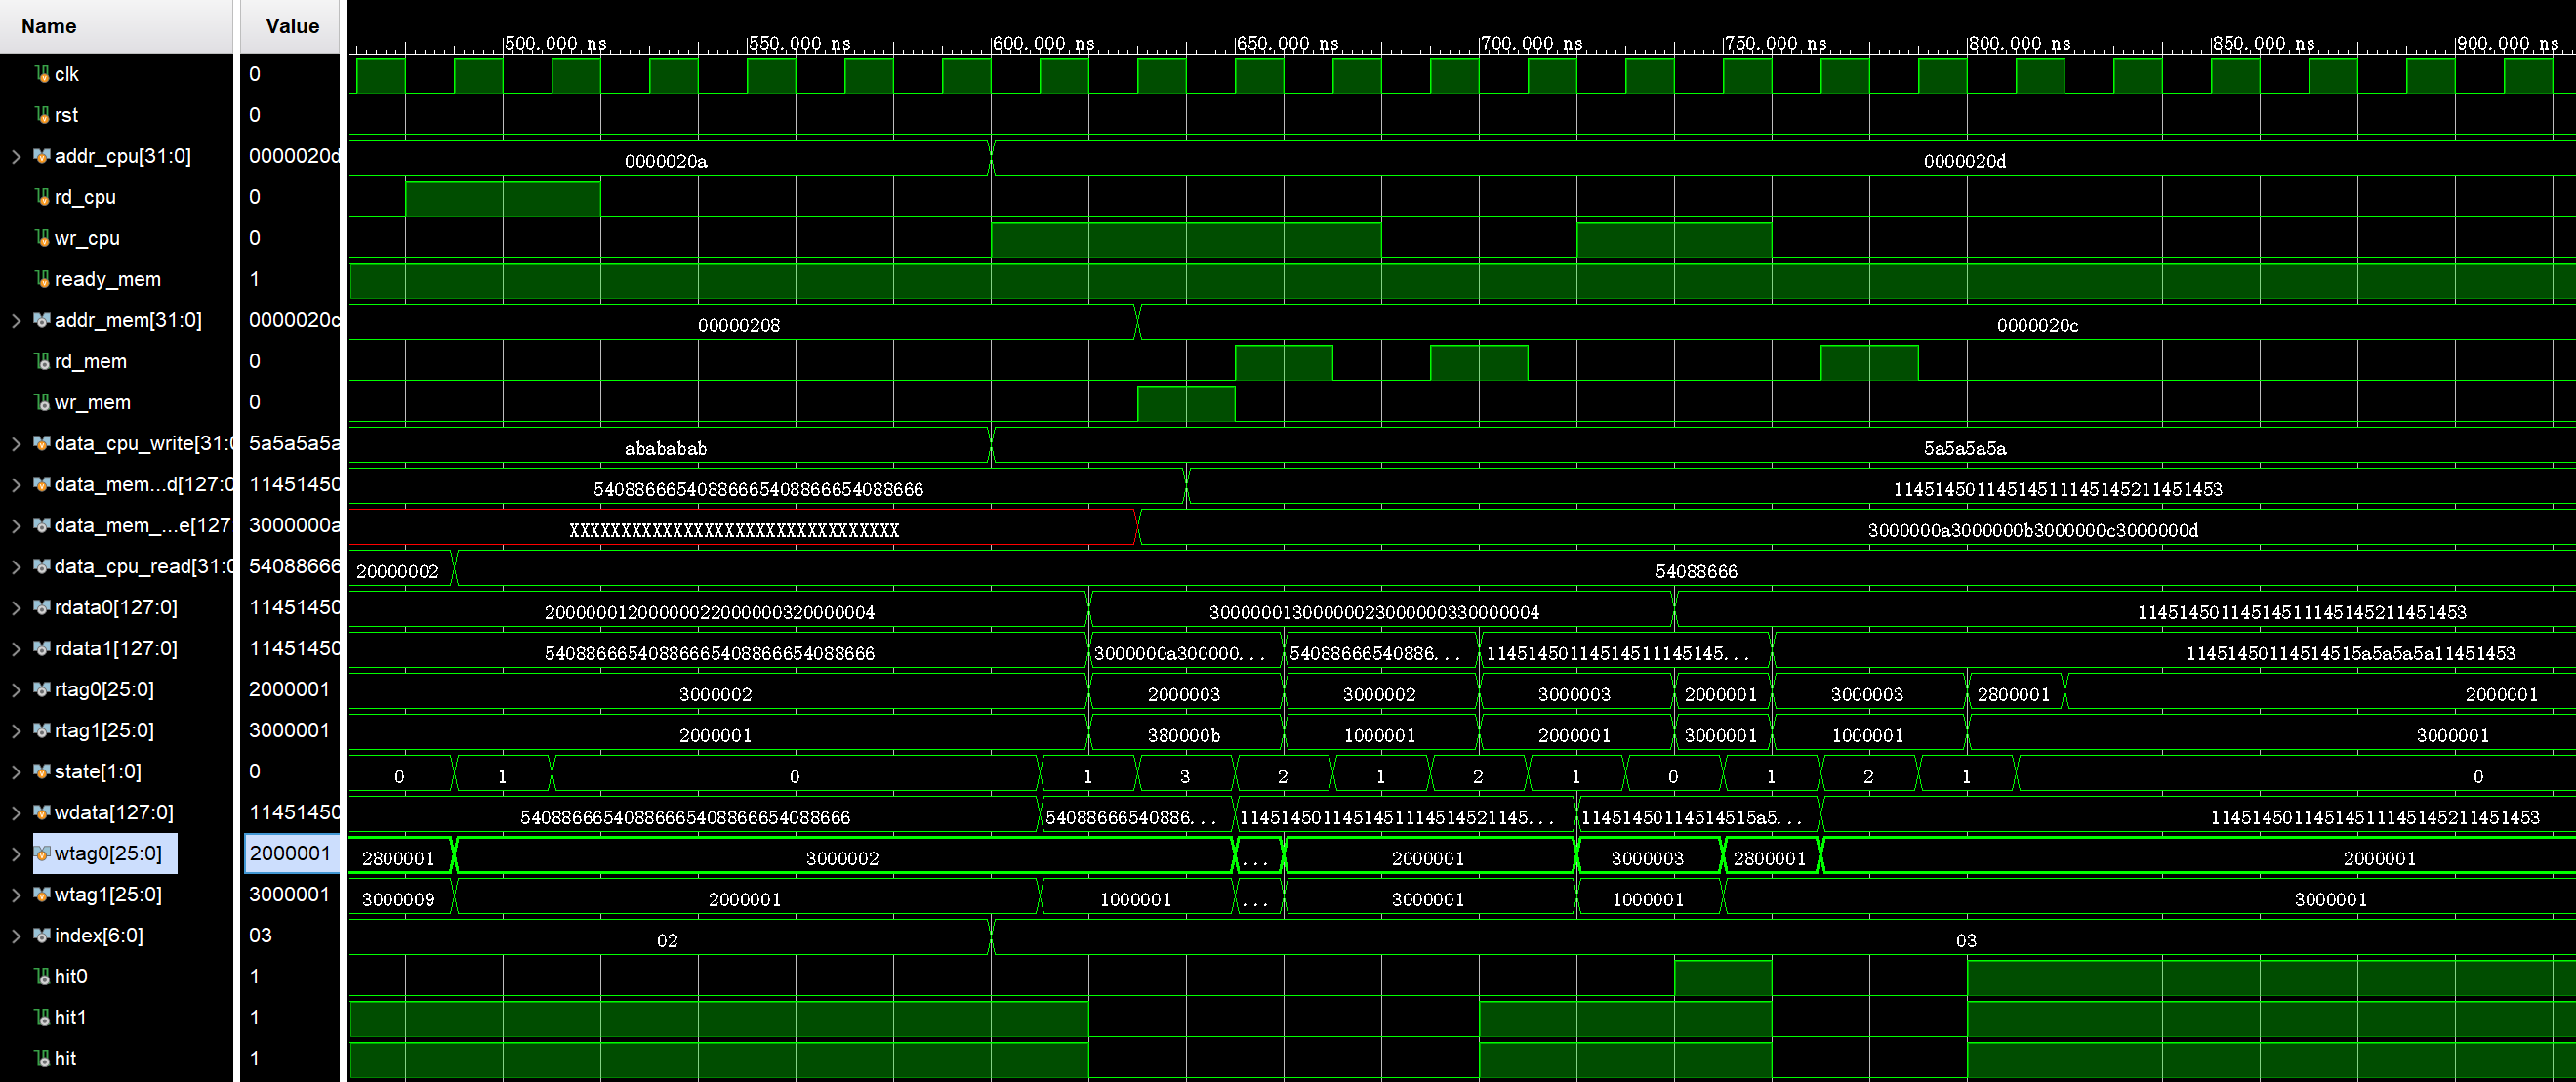 Name Value
500.000 ns 550.000 ns 600.000 ns 650.000 ns 700.000 ns 750.000 ns 800.000 ns 850.000 ns 900.000 ns
clk 0
rst 0
addr_cpu[31:0] 0000020d 0000020a 0000020d
rd_cpu 0
wr_cpu 0
ready_mem 1
addr_mem[31:0] 0000020c 00000208 0000020c
rd_mem 0
wr_mem 0
data_cpu_write[31:0 5a5a5a5a abababab 5a5a5a5a
data_mem...d[127:0 11451450 54088666540886665408866654088666 11451450114514511145145211451453
data_mem_...e[127 3000000a XXXXXXXXXXXXXXXXXXXXXXXXXXXXXXXX 3000000a3000000b3000000c3000000d
data_cpu_read[31:0 54088666 20000002 54088666
rdata0[127:0] 11451450 20000001200000022000000320000004 30000001300000023000000330000004 11451450114514511145145211451453
rdata1[127:0] 11451450 54088666540886665408866654088666 3000000a300000... 54088666540886... 11451450114514511145145... 11451450114514515a5a5a5a11451453
rtag0[25:0] 2000001 3000002 2000003 3000002 3000003 2000001 3000003 2800001 2000001
rtag1[25:0] 3000001 2000001 380000b 1000001 2000001 3000001 1000001 3000001
state[1:0] 0 0 1 0 1 3 2 1 2 1 0 1 2 1 0
wdata[127:0] 11451450 54088666540886665408866654088666 54088666540886... 1145145011451451114514521145... 11451450114514515a5... 11451450114514511145145211451453
wtag0[25:0] 2000001 2800001 3000002 ... 2000001 3000003 2800001 2000001
wtag1[25:0] 3000001 3000009 2000001 1000001 ... 3000001 1000001 3000001
index[6:0] 03 02 03
hit0 1
hit1 1
hit 1